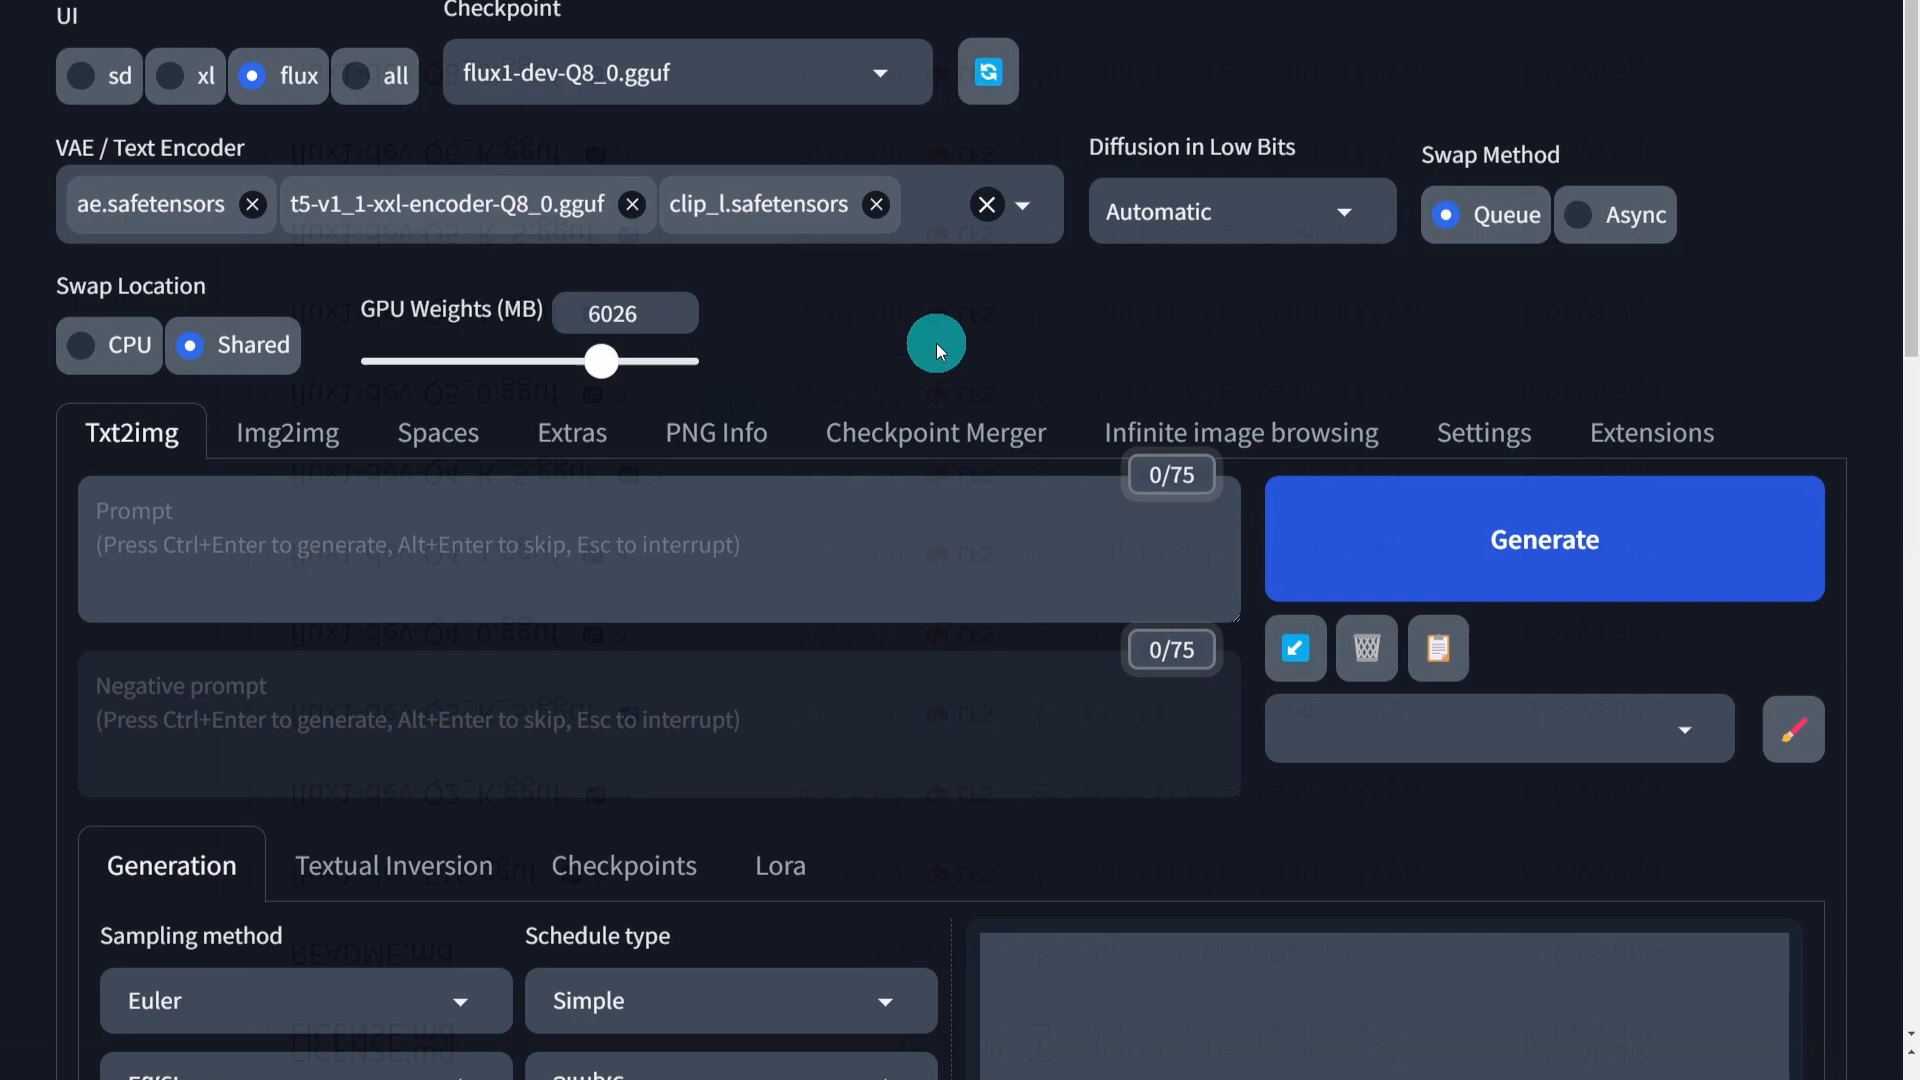 UI
Checkpoint
sd
xl
flux
all
flux1-dev-Q8_0.gguf
VAE / Text Encoder
ae.safetensors
t5-v1_1-xxl-encoder-Q8_0.gguf
clip_l.safetensors
Diffusion in Low Bits
Automatic
Swap Method
Queue
Async
Swap Location
CPU
Shared
GPU Weights (MB)
6026
Txt2img
Img2img
Spaces
Extras
PNG Info
Checkpoint Merger
Infinite image browsing
Settings
Extensions
0/75
Prompt
(Press Ctrl+Enter to generate, Alt+Enter to skip, Esc to interrupt)
Generate
0/75
Negative prompt
(Press Ctrl+Enter to generate, Alt+Enter to skip, Esc to interrupt)
Generation
Textual Inversion
Checkpoints
Lora
Sampling method
Schedule type
Euler
Simple